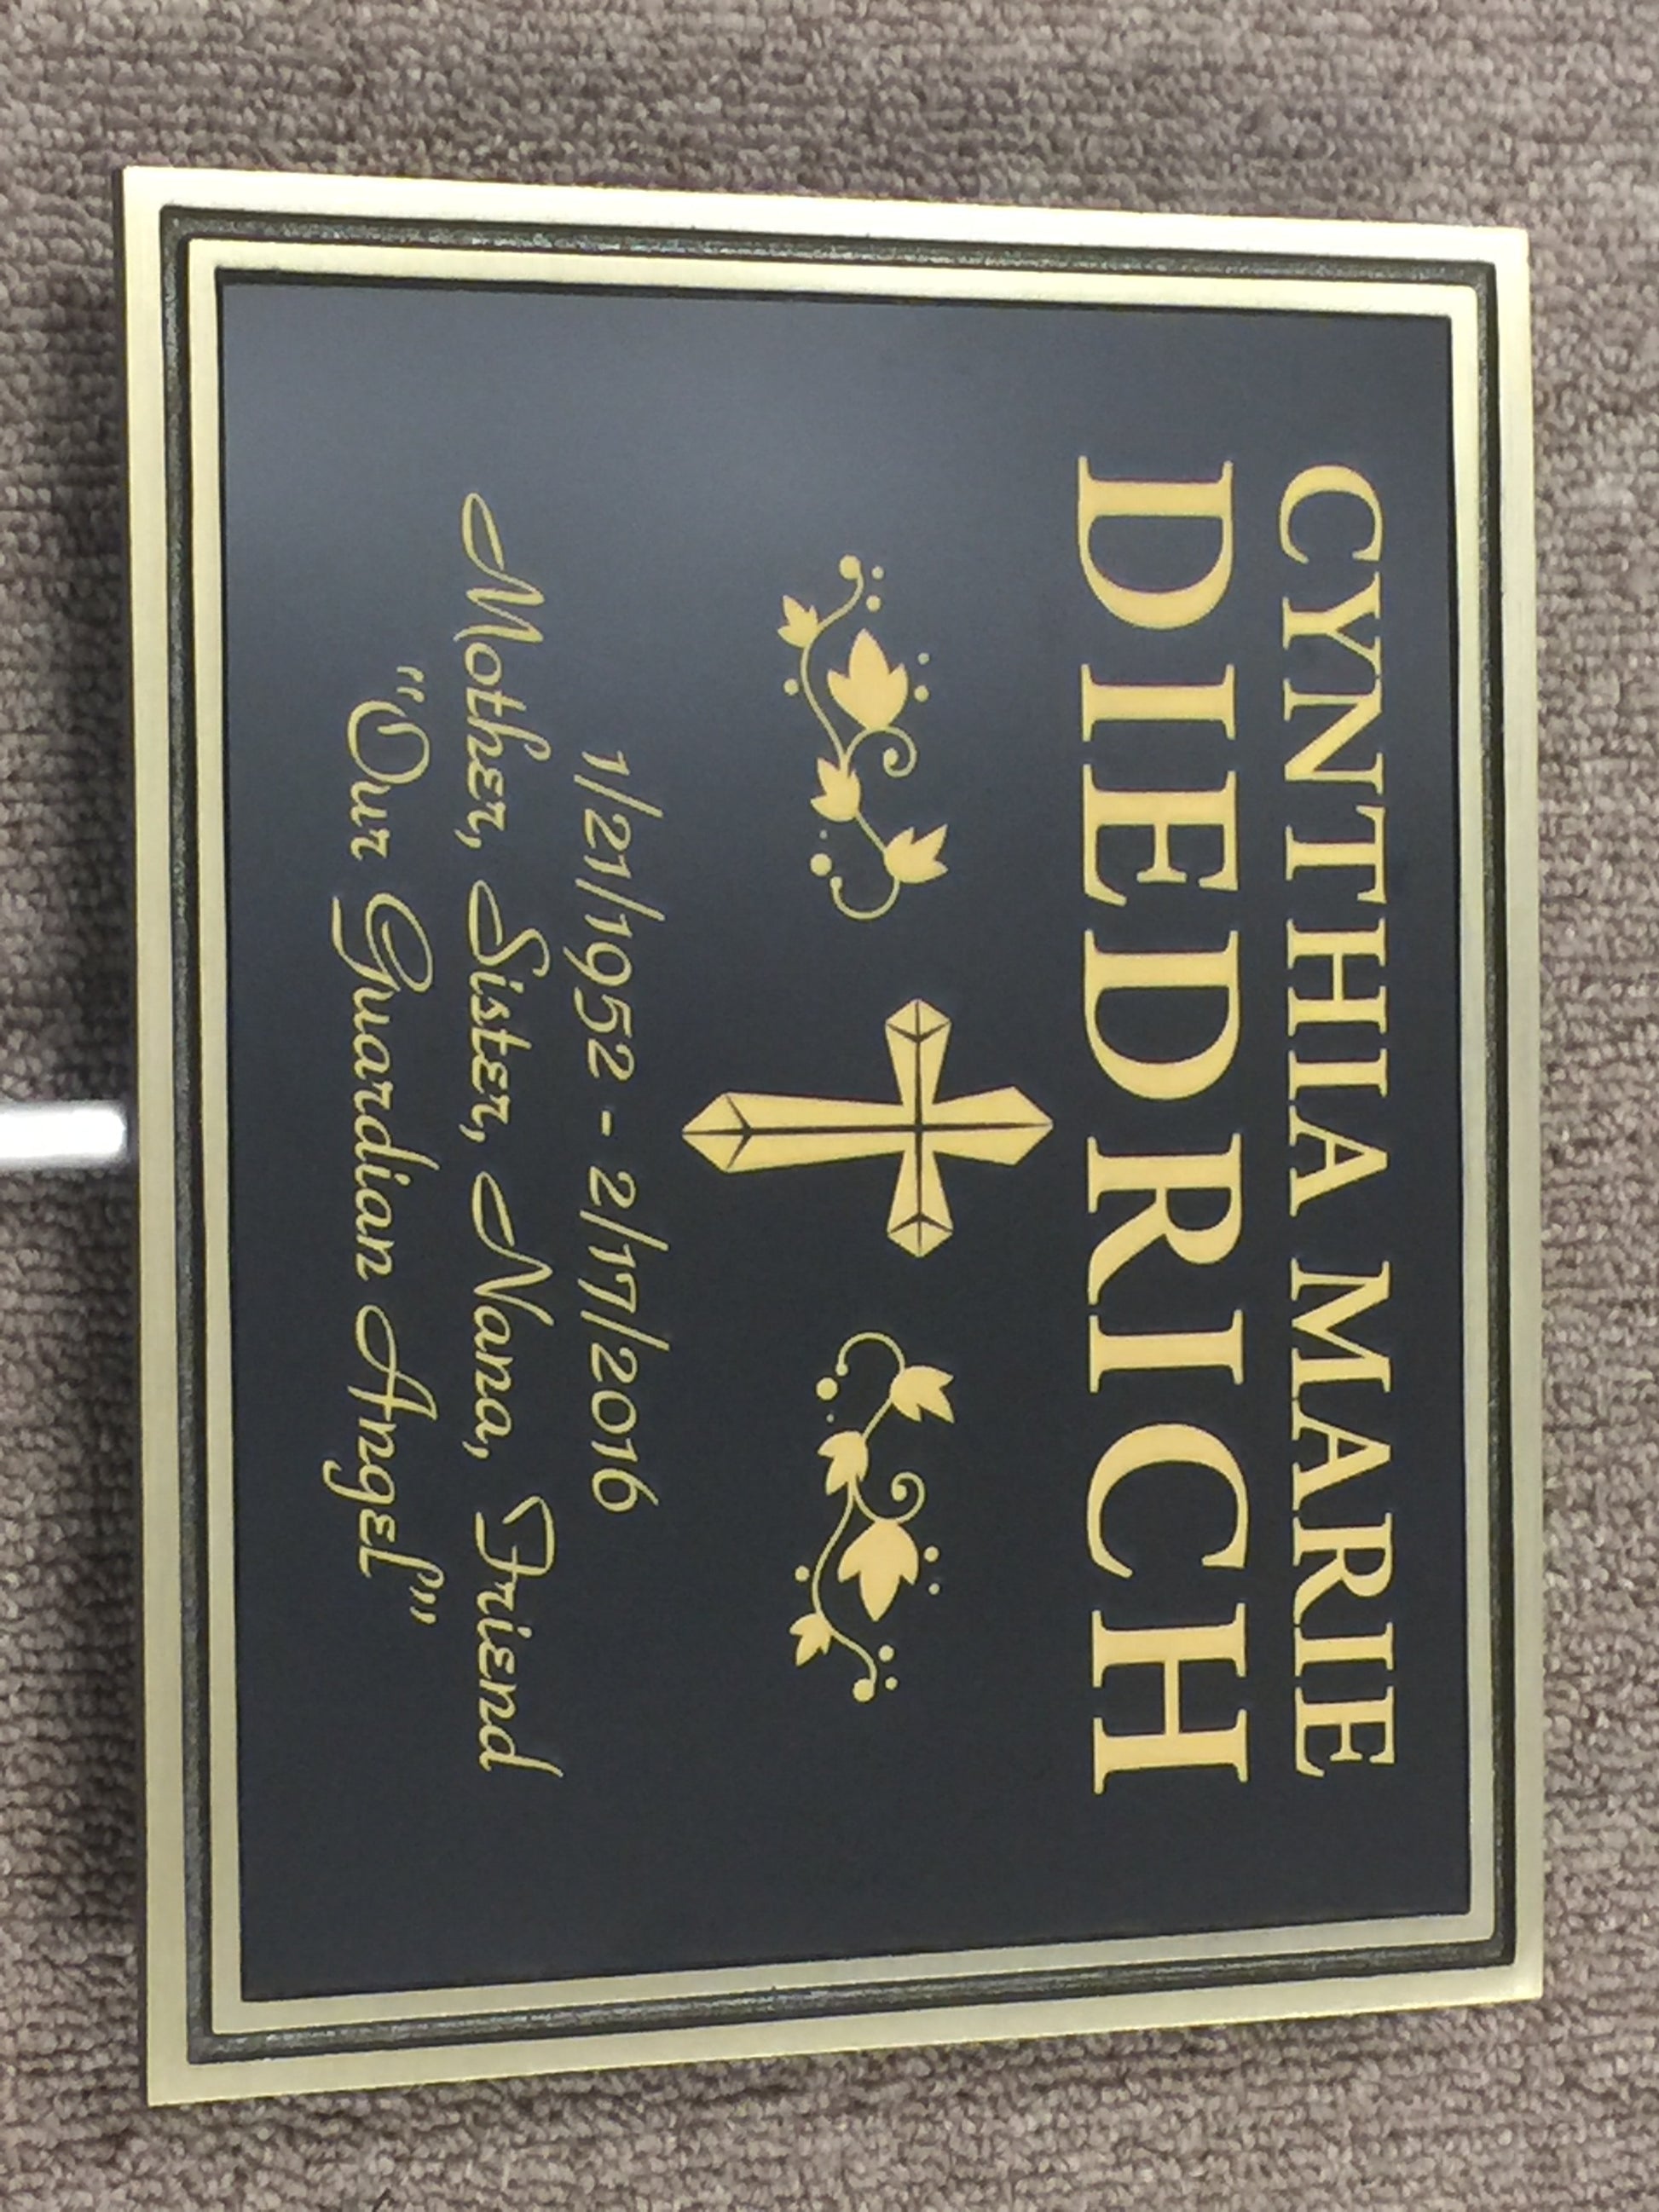 CYNTHIA MARIE
DIEDRICH
1/21/1952 - 2/17/2016
Mother, Sister, Nana, Friend
"Our Guardian Angel"